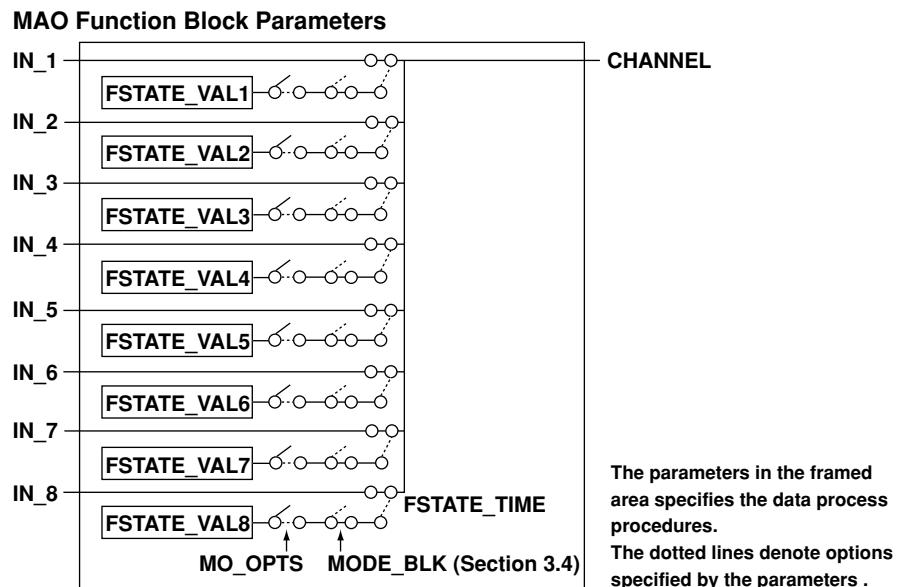 MAO Function Block Parameters
IN_1
CHANNEL
FSTATE_VAL1
IN_2
FSTATE_VAL2
IN_3
FSTATE_VAL3
IN_4
FSTATE_VAL4
IN_5
FSTATE_VAL5
IN_6
FSTATE_VAL6
IN_7
FSTATE_VAL7
IN_8
FSTATE_TIME
FSTATE_VAL8
MO_OPTS
MODE_BLK (Section 3.4)
The parameters in the framed
area specifies the data process
procedures.
The dotted lines denote options
specified by the parameters .